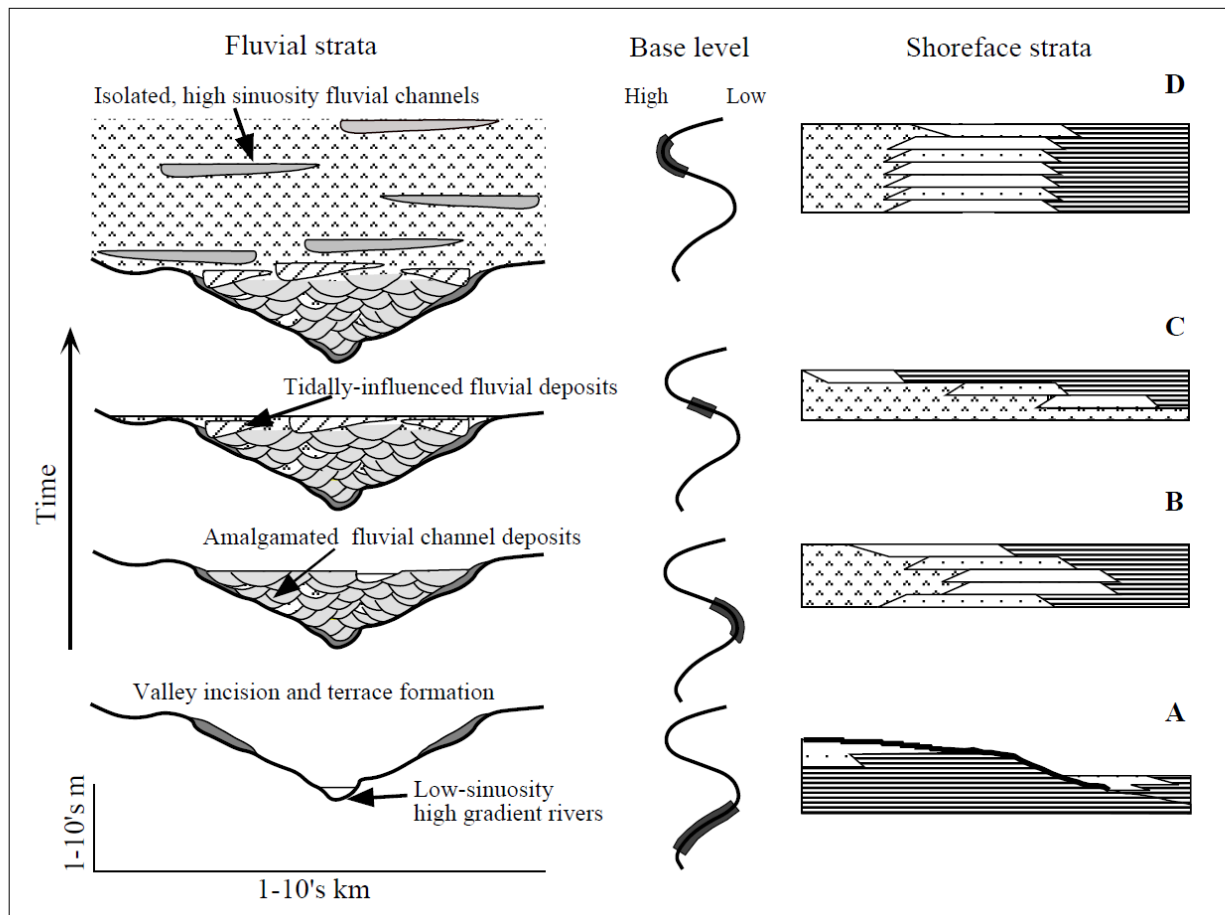 Fluvial strata
Base level
Shoreface strata
High
Low
D
Isolated, high sinuosity fluvial channels
C
Tidally-influenced fluvial deposits
B
Amalgamated fluvial channel deposits
A
Valley incision and terrace formation
Low-sinuosity
high gradient rivers
Time
1-10's m
1-10's km